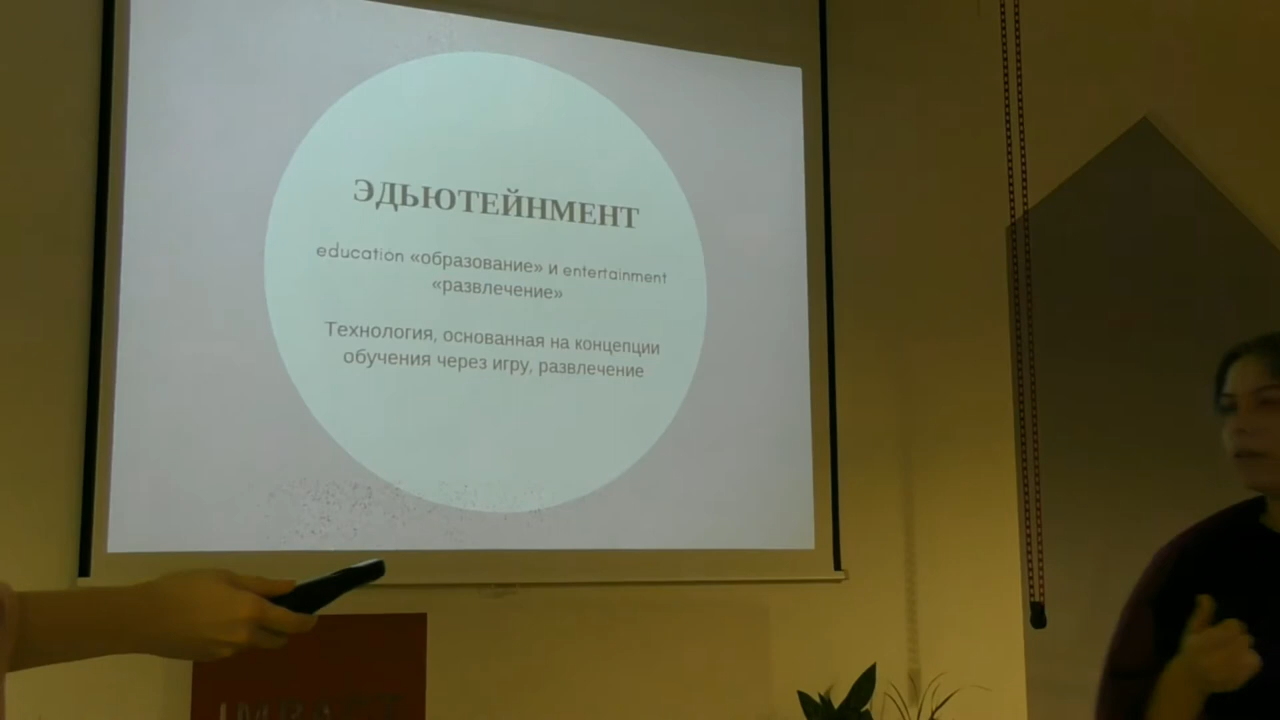 ЭДЬЮТЕЙНМЕНТ
education «образование» и entertainment
«развлечение»
Технология, основанная на концепции
обучения через игру, развлечение